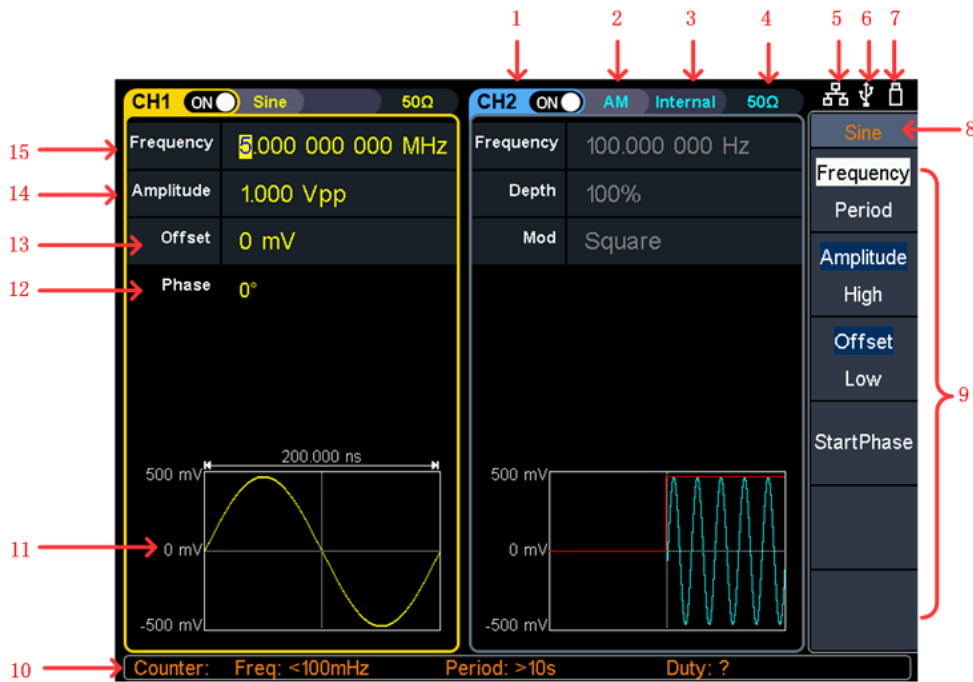 1 2 3 4 5 6 7
CH1 ON Sine 50Ω
CH2 ON AM Internal 50Ω
Sine 8
15 Frequency 5.000 000 000 MHz
Frequency 100.000 000 Hz
Frequency
Period
14 Amplitude 1.000 Vpp
Depth 100%
13 Offset 0 mV
Mod Square
Amplitude
High
12 Phase 0°
Offset
Low
9
StartPhase
200.000 ns
500 mV
11 0 mV
-500 mV
500 mV
0 mV
-500 mV
10 Counter: Freq: <100mHz Period: >10s Duty: ?